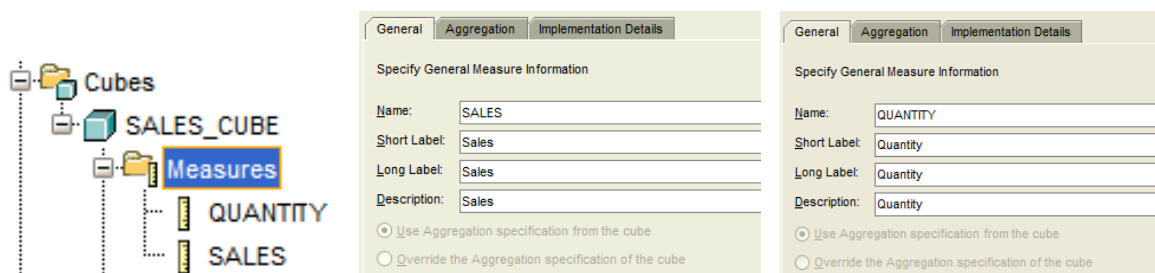 Cubes
SALES_CUBE
Measures
QUANTITY
SALES
General Aggregation Implementation Details
Specify General Measure Information
Name: SALES
Short Label: Sales
Long Label: Sales
Description: Sales
Use Aggregation specification from the cube
Override the Aggregation specification of the cube
General Aggregation Implementation Details
Specify General Measure Information
Name: QUANTITY
Short Label: Quantity
Long Label: Quantity
Description: Quantity
Use Aggregation specification from the cube
Override the Aggregation specification of the cube